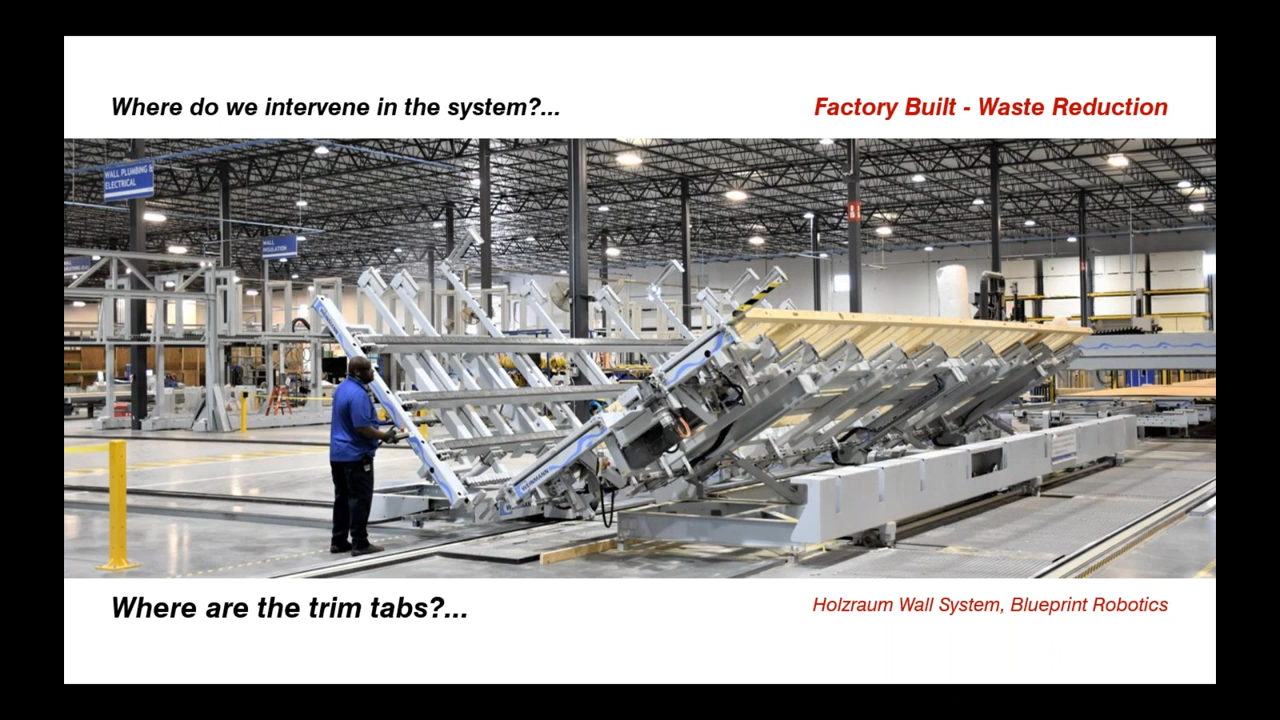 Where do we intervene in the system?...
Factory Built - Waste Reduction
WALL PLUMBING &
ELECTRICAL
WALL
INSULATION
WEINMANN
Where are the trim tabs?...
Holzraum Wall System, Blueprint Robotics